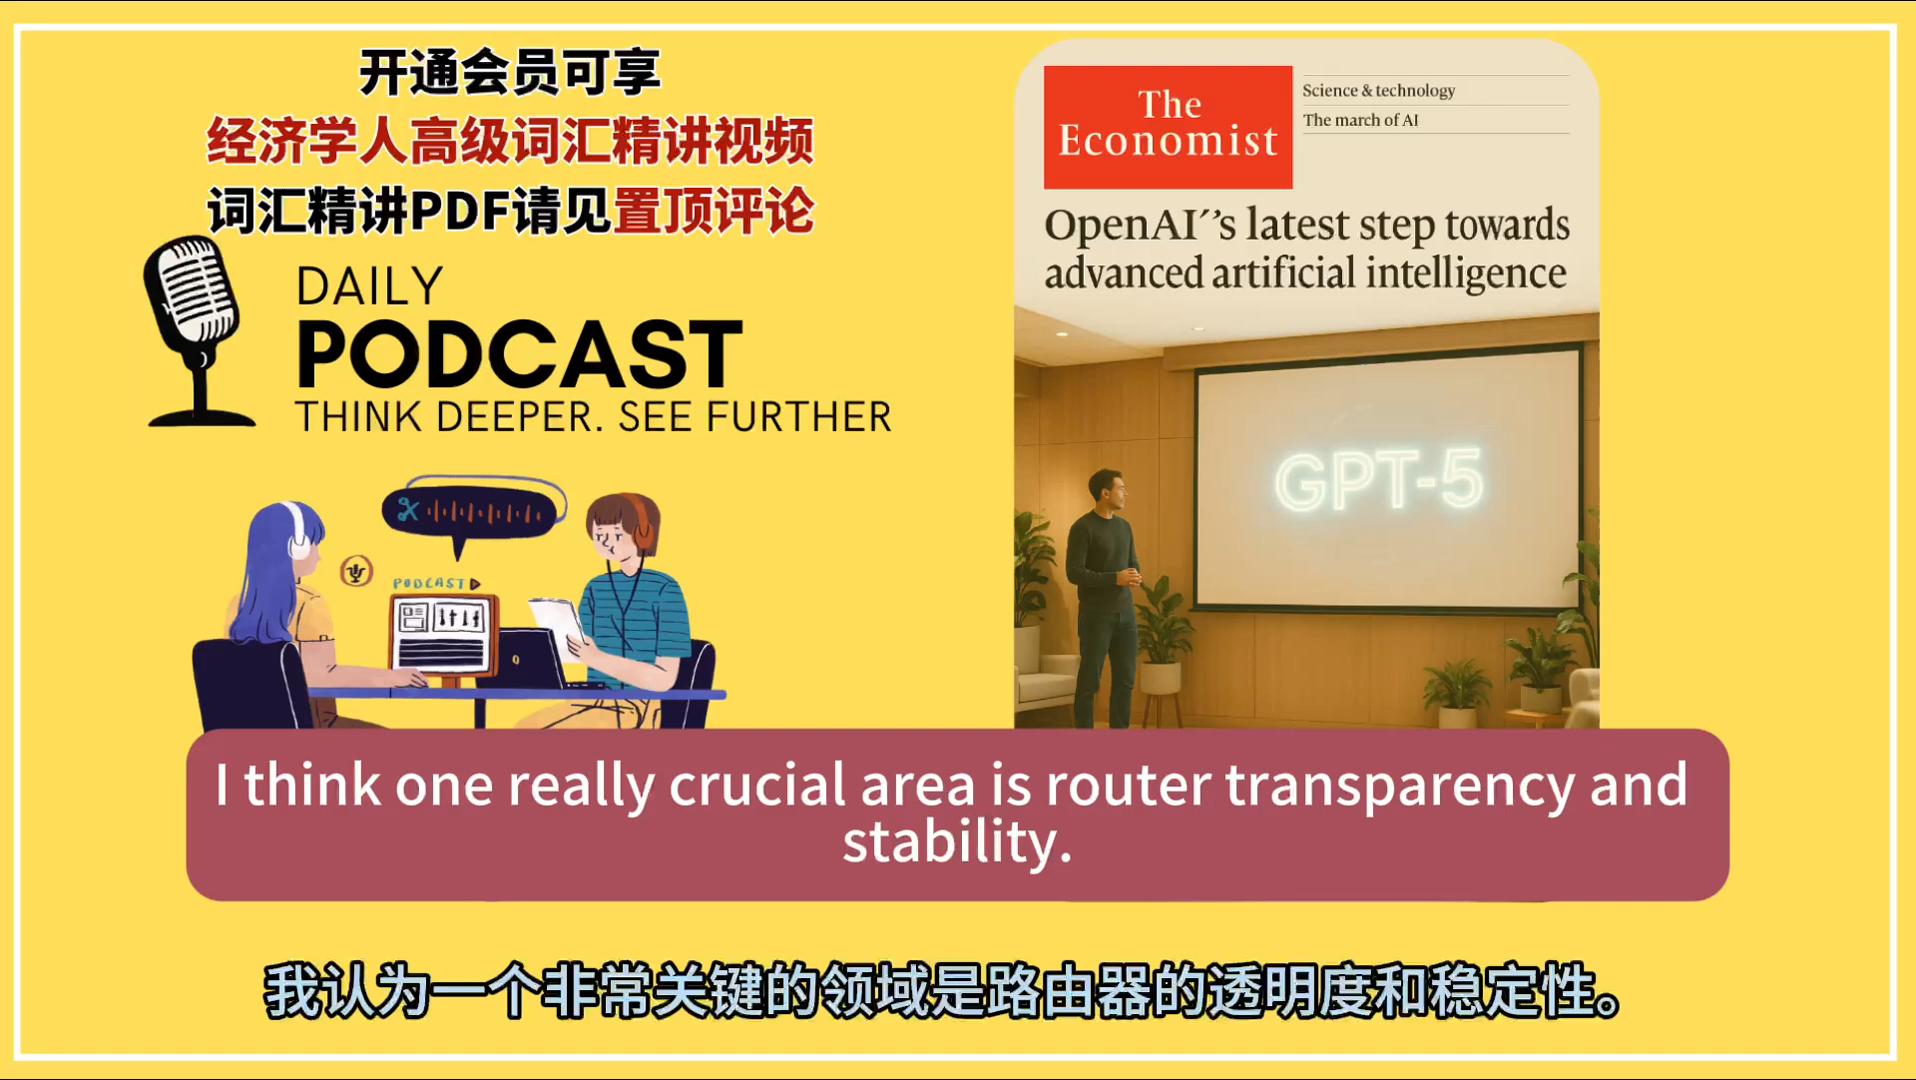 开通会员可享
经济学人高级词汇精讲视频
词汇精讲PDF请见置顶评论
DAILY
PODCAST
THINK DEEPER. SEE FURTHER
PODCAST
The
Economist
Science & technology
The march of AI
OpenAI´’s latest step towards
advanced artificial intelligence
GPT-5
I think one really crucial area is router transparency and
stability.
我认为一个非常关键的领域是路由器的透明度和稳定性。